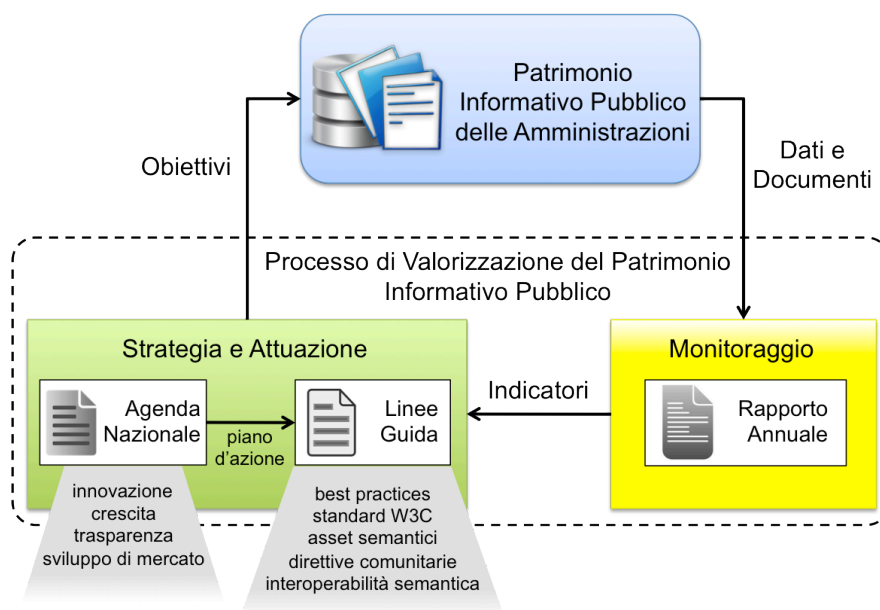 Patrimonio
Informativo Pubblico
delle Amministrazioni
Obiettivi
Dati e
Documenti
Processo di Valorizzazione del Patrimonio
Informativo Pubblico
Strategia e Attuazione
Agenda
Nazionale
piano
d'azione
Linee
Guida
Indicatori
Monitoraggio
Rapporto
Annuale
innovazione
crescita
trasparenza
sviluppo di mercato
best practices
standard W3C
asset semantici
direttive comunitarie
interoperabilità semantica